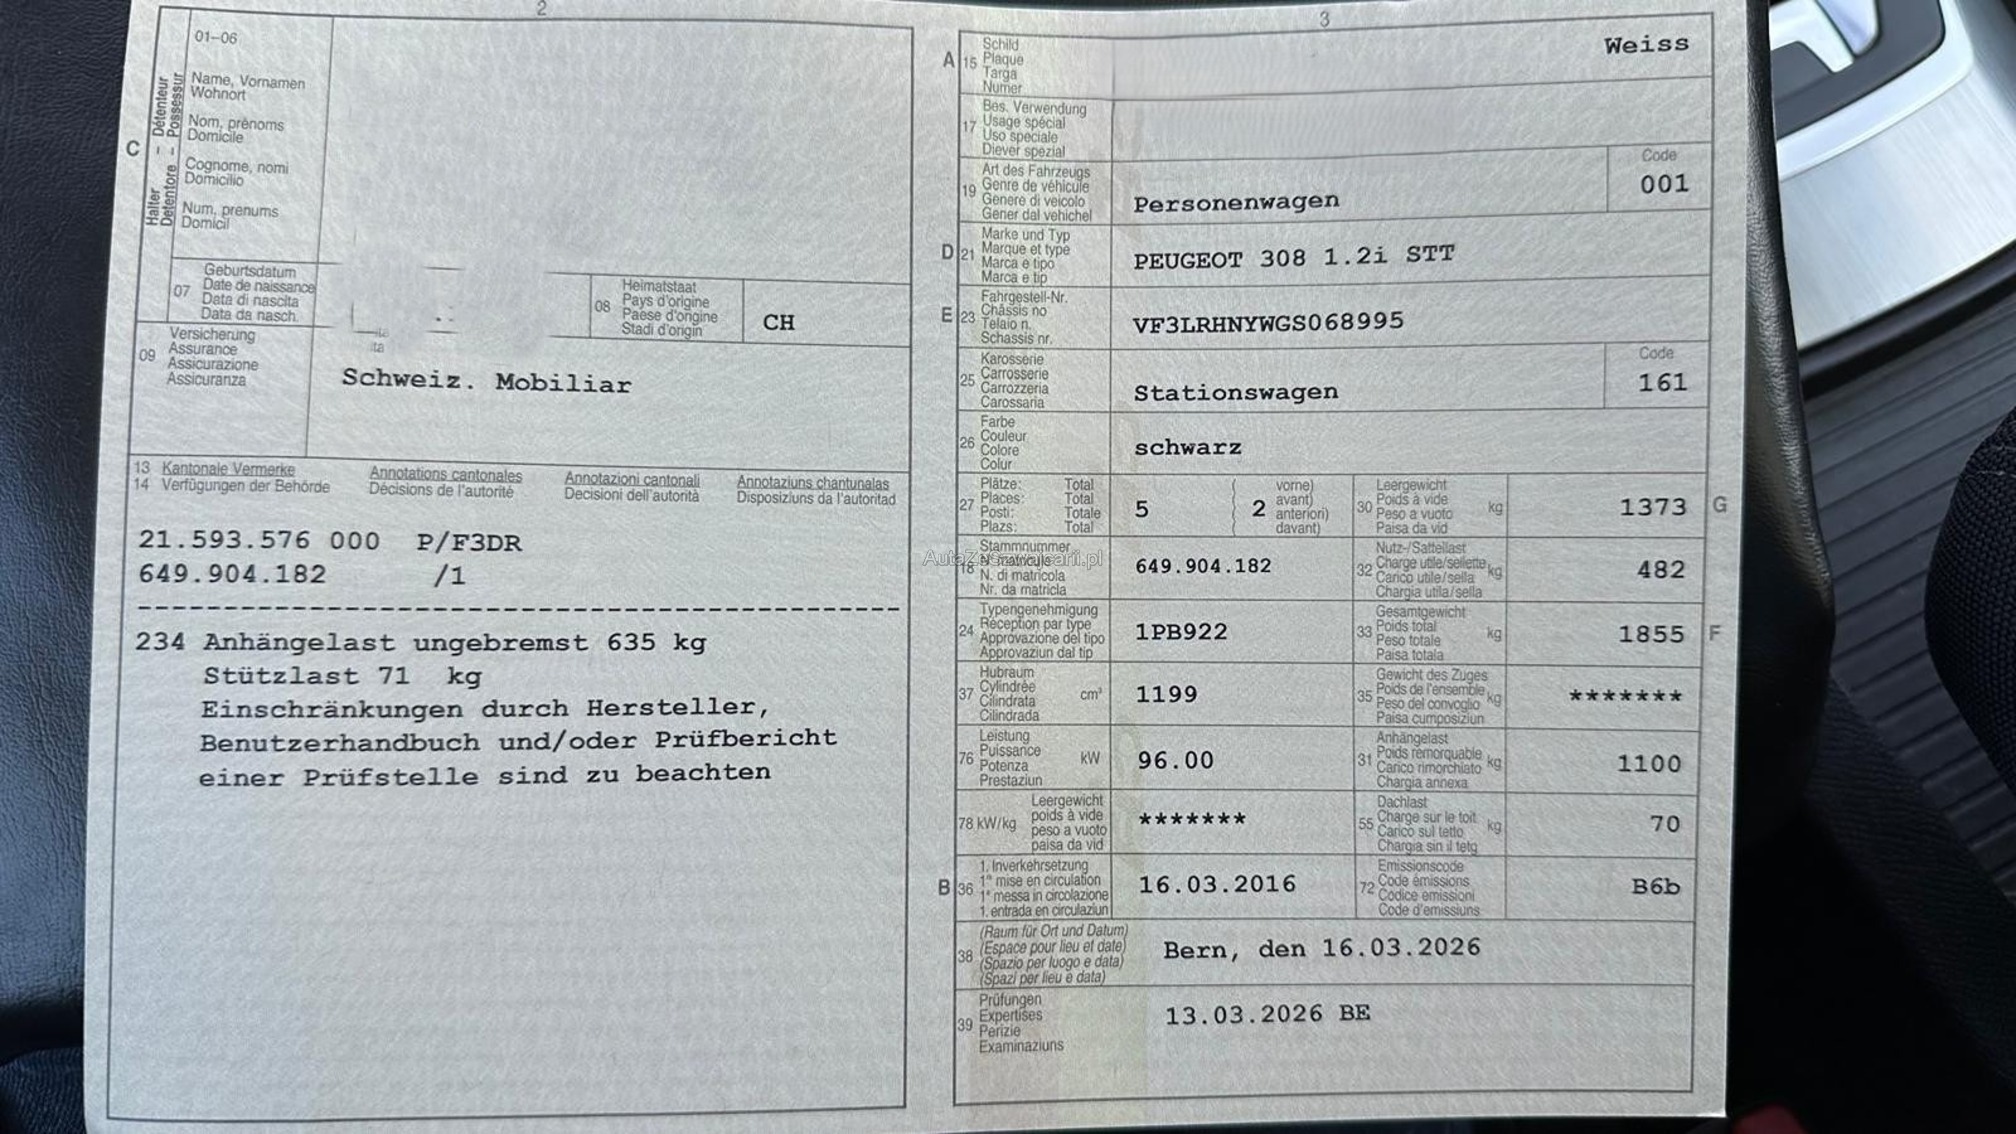 2
01-06
Name, Vornamen
Wohnort
Nom, prénoms
Domicile
Cognome, nomi
Domicilio
Num, prenums
Domicil
C
Halter – Détenteur
Detentore – Possessur
07
Geburtsdatum
Date de naissance
Data di nascita
Data da nasch.
08
Heimatstaat
Pays d'origine
Paese d'origine
Stadi d'origin
CH
09
Versicherung
Assurance
Assicurazione
Assicuranza
Schweiz. Mobiliar
13 Kantonale Vermerke Annotations cantonales Annotazioni cantonali Annotaziuns chantunalas
14 Verfügungen der Behörde Décisions de l'autorité Decisioni dell'autorità Disposiziuns da l'autoritad
21.593.576 000 P/F3DR
649.904.182 /1
234 Anhängelast ungebremst 635 kg
Stützlast 71 kg
Einschränkungen durch Hersteller,
Benutzerhandbuch und/oder Prüfbericht
einer Prüfstelle sind zu beachten
3
A 15
Schild
Plaque
Targa
Numer
Weiss
17
Bes. Verwendung
Usage spécial
Uso speciale
Diever spezial
19
Art des Fahrzeugs
Genre de véhicule
Genere di veicolo
Gener dal vehichel
Personenwagen
Code
001
D 21
Marke und Typ
Marque et type
Marca e tipo
Marca e tip
PEUGEOT 308 1.2i STT
E 23
Fahrgestell-Nr.
Châssis no
Telaio n.
Schassis nr.
VF3LRHNYWGS068995
25
Karosserie
Carrosserie
Carrozzeria
Carossaria
Stationswagen
Code
161
26
Farbe
Couleur
Colore
Colur
schwarz
27
Plätze: Total
Places: Total
Posti: Totale
Plazs: Total
5
2
vorne)
avant)
anteriori)
davant)
30
Leergewicht
Poids à vide
Peso a vuoto
Paisa da vid
kg
1373
G
AutaZeSzwajcarii.pl
18
Stammnummer
N. di matricola
Nr. da matricla
649.904.182
32
Nutz-/Sattellast
Charge utile/sellette
Carico utile/sella
Chargia utila/sella
kg
482
24
Typengenehmigung
Réception par type
Approvazione del tipo
Approvaziun dal tip
1PB922
33
Gesamtgewicht
Poids total
Peso totale
Paisa totala
kg
1855
F
37
Hubraum
Cylindrée
Cilindrata
Cilindrada
cm³
1199
35
Gewicht des Zuges
Poids de l'ensemble
Peso del convoglio
Paisa cumposiziun
kg
*******
76
Leistung
Puissance
Potenza
Prestaziun
kW
96.00
31
Anhängelast
Poids remorquable
Carico rimorchiato
Chargia annexa
kg
1100
78 kW/kg
Leergewicht
poids à vide
peso a vuoto
paisa da vid
*******
55
Dachlast
Charge sur le toit
Carico sul tetto
Chargia sin il tetg
kg
70
B 36
1. Inverkehrsetzung
1e mise en circulation
1a messa in circolazione
1. entrada en circulaziun
16.03.2016
72
Emissionscode
Code émissions
Codice emissioni
Code d'emissiuns
B6b
38
(Raum für Ort und Datum)
(Espace pour lieu et date)
(Spazio per luogo e data)
(Spazi per lieu e data)
Bern, den 16.03.2026
39
Prüfungen
Expertises
Perizie
Examinaziuns
13.03.2026 BE